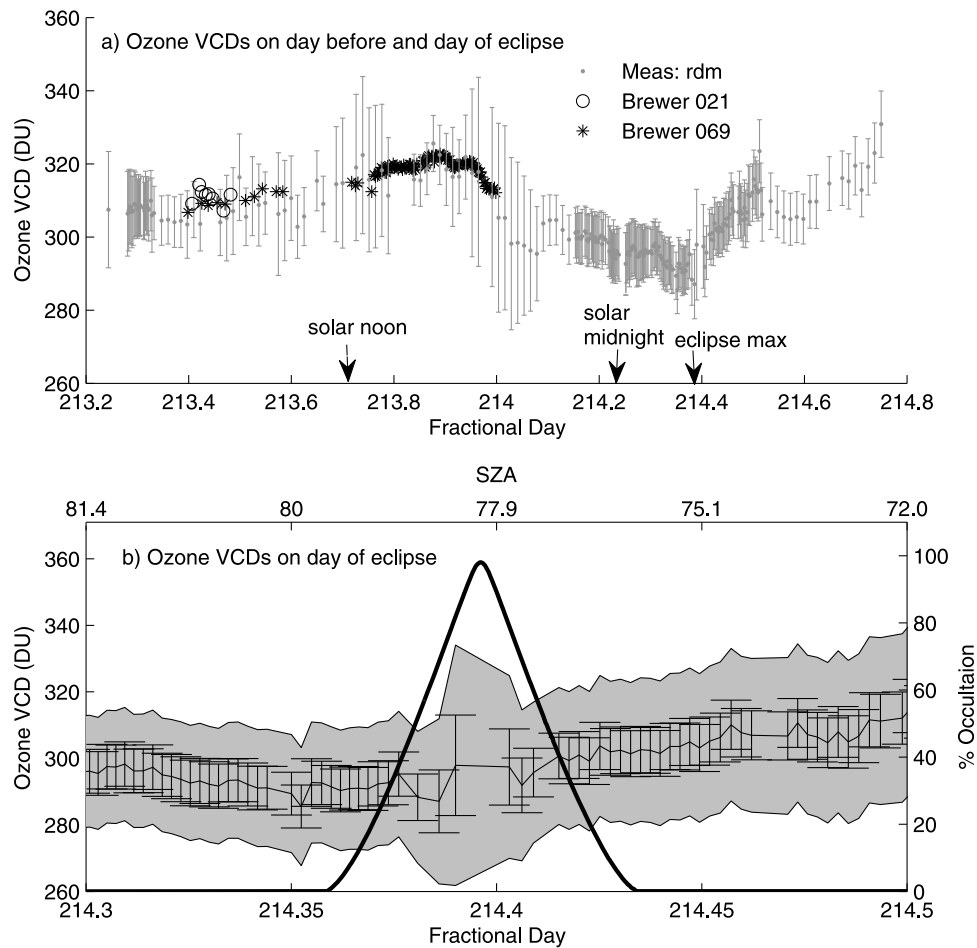 360
a) Ozone VCDs on day before and day of eclipse
340
Meas: rdm
Brewer 021
Brewer 069
320
Ozone VCD (DU)
300
280
solar noon
solar
midnight
eclipse max
260
213.2 213.4 213.6 213.8 214 214.2 214.4 214.6 214.8
Fractional Day
SZA
81.4 80 77.9 75.1 72.0
360
b) Ozone VCDs on day of eclipse
100
340
80
320
60
Ozone VCD (DU)
300
40
280
20
% Occultaion
260
0
214.3 214.35 214.4 214.45 214.5
Fractional Day